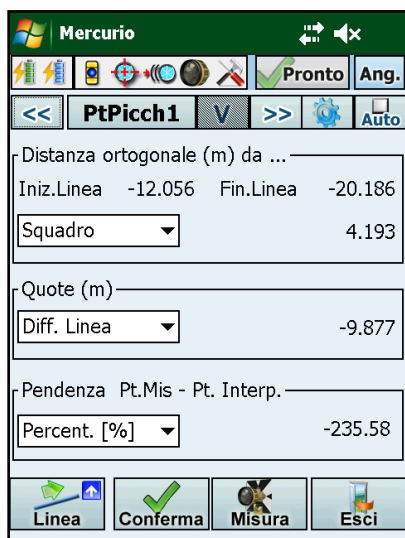 Mercurio
Pronto Ang.
<< PtPicch1 V >> Auto
Distanza ortogonale (m) da ...
Iniz.Linea -12.056 Fin.Linea -20.186
Squadro 4.193
Quote (m)
Diff. Linea -9.877
Pendenza Pt.Mis - Pt. Interp.
Percent. [%] -235.58
Linea Conferma Misura Esci